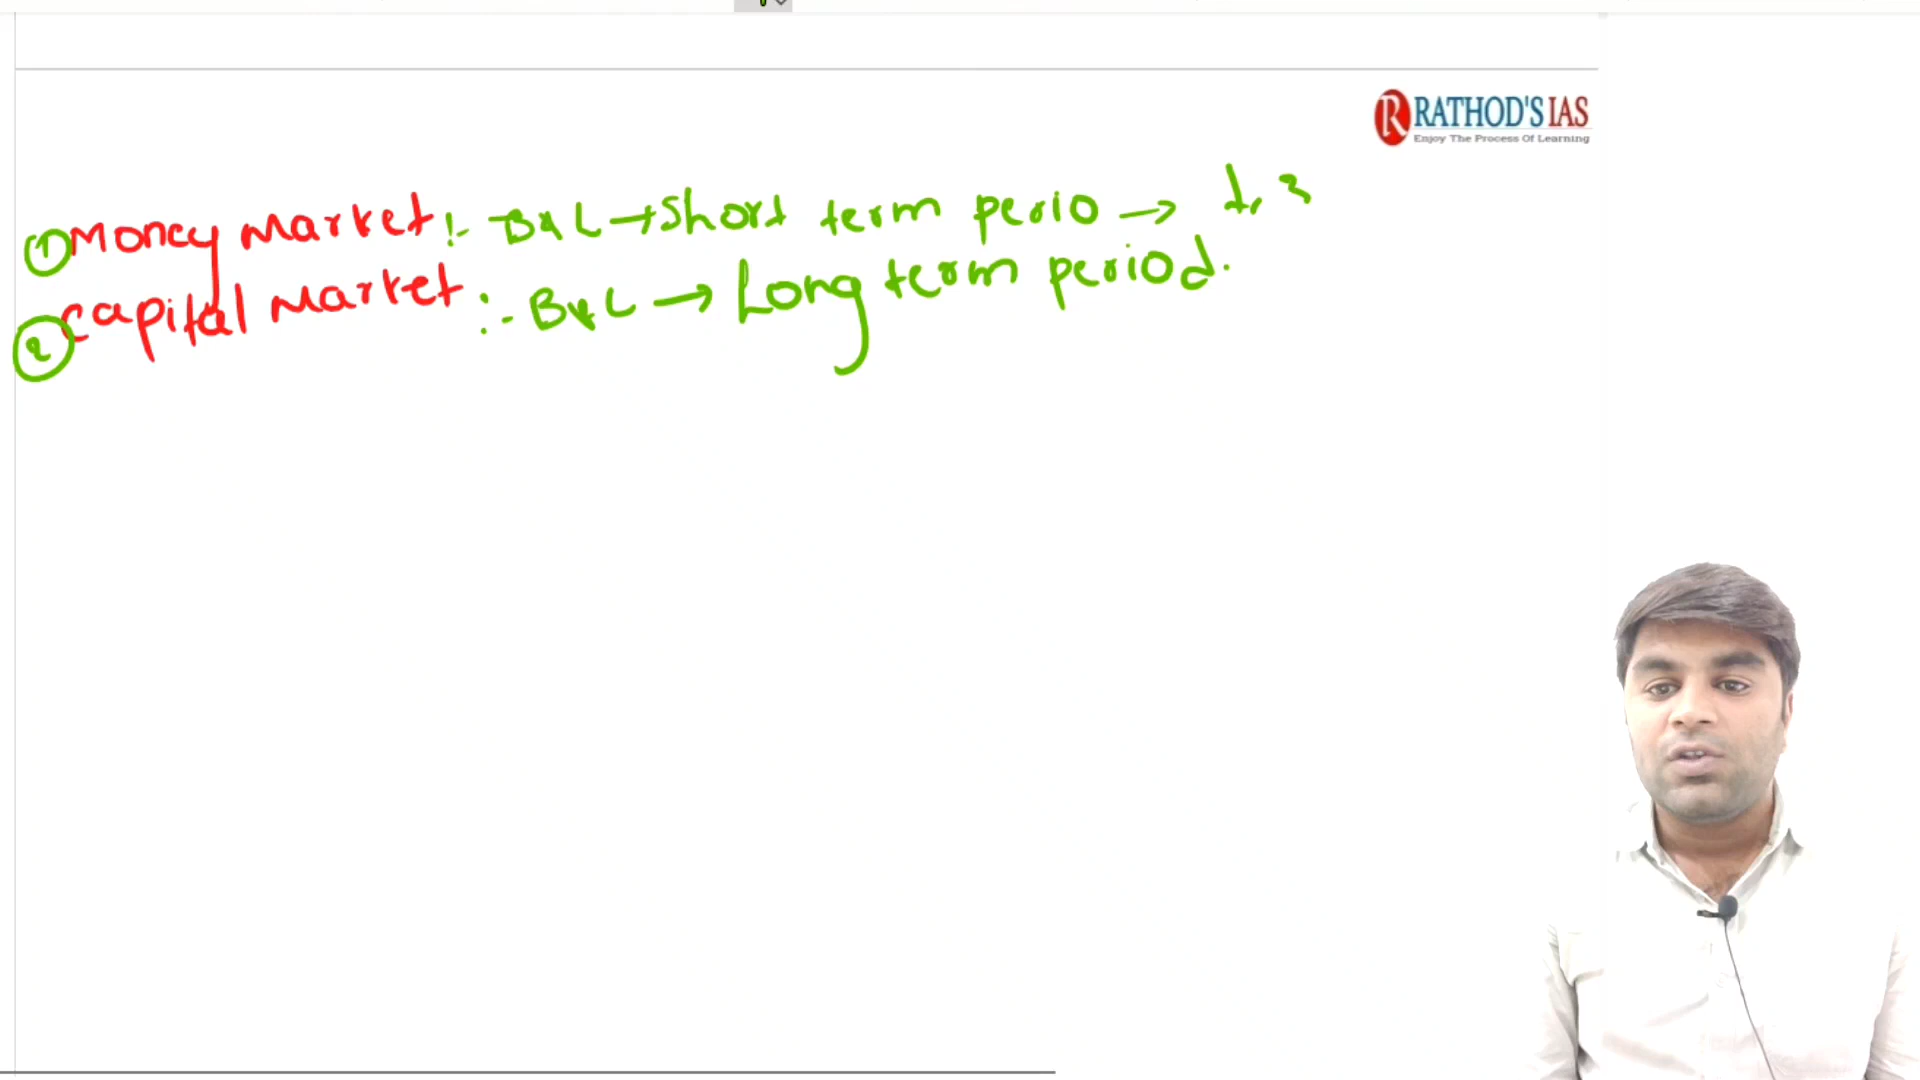 RATHOD'S IAS
Enjoy The Process Of Learning
① Money Market :- B & L → Short term perio →
② Capital Market :- B & L → Long term period.